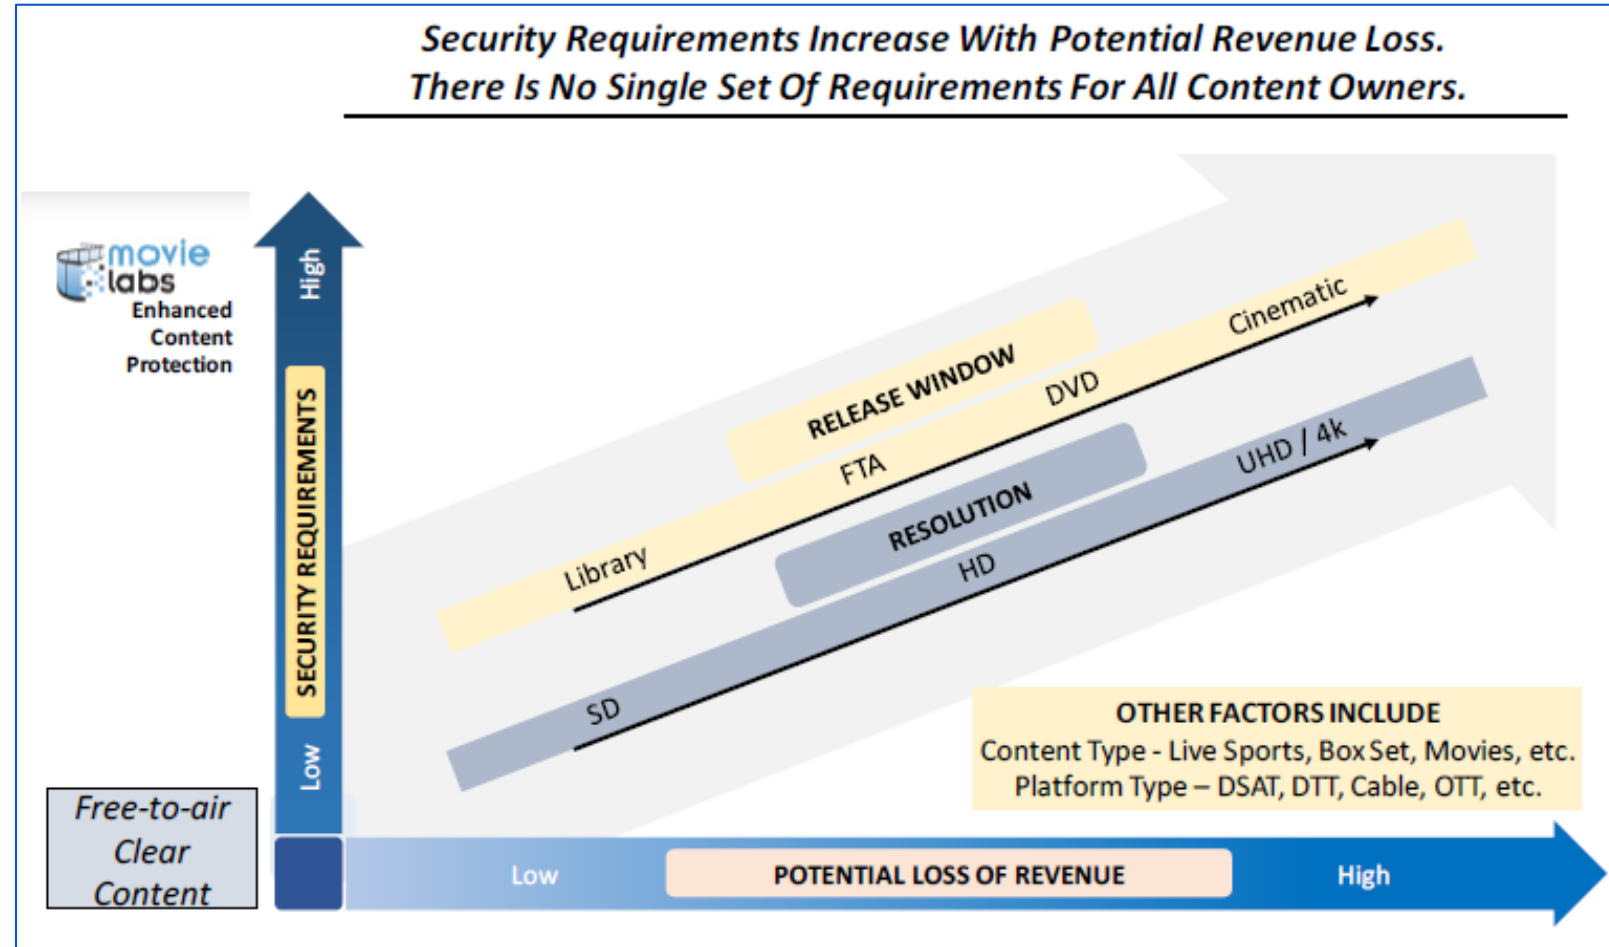 Security Requirements Increase With Potential Revenue Loss.
There Is No Single Set Of Requirements For All Content Owners.
movie
labs
Enhanced
Content
Protection
High
SECURITY REQUIREMENTS
Low
RELEASE WINDOW
Library
FTA
DVD
Cinematic
RESOLUTION
SD
HD
UHD / 4k
OTHER FACTORS INCLUDE
Content Type - Live Sports, Box Set, Movies, etc.
Platform Type – DSAT, DTT, Cable, OTT, etc.
Free-to-air
Clear
Content
Low
POTENTIAL LOSS OF REVENUE
High